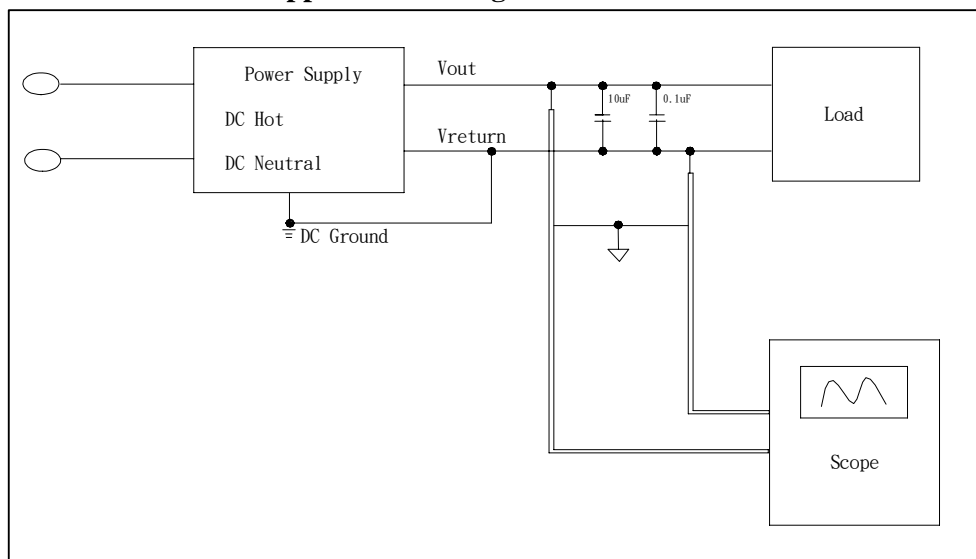 Power Supply
DC Hot
DC Neutral
Vout
Vreturn
DC Ground
10uF
0.1uF
Load
Scope